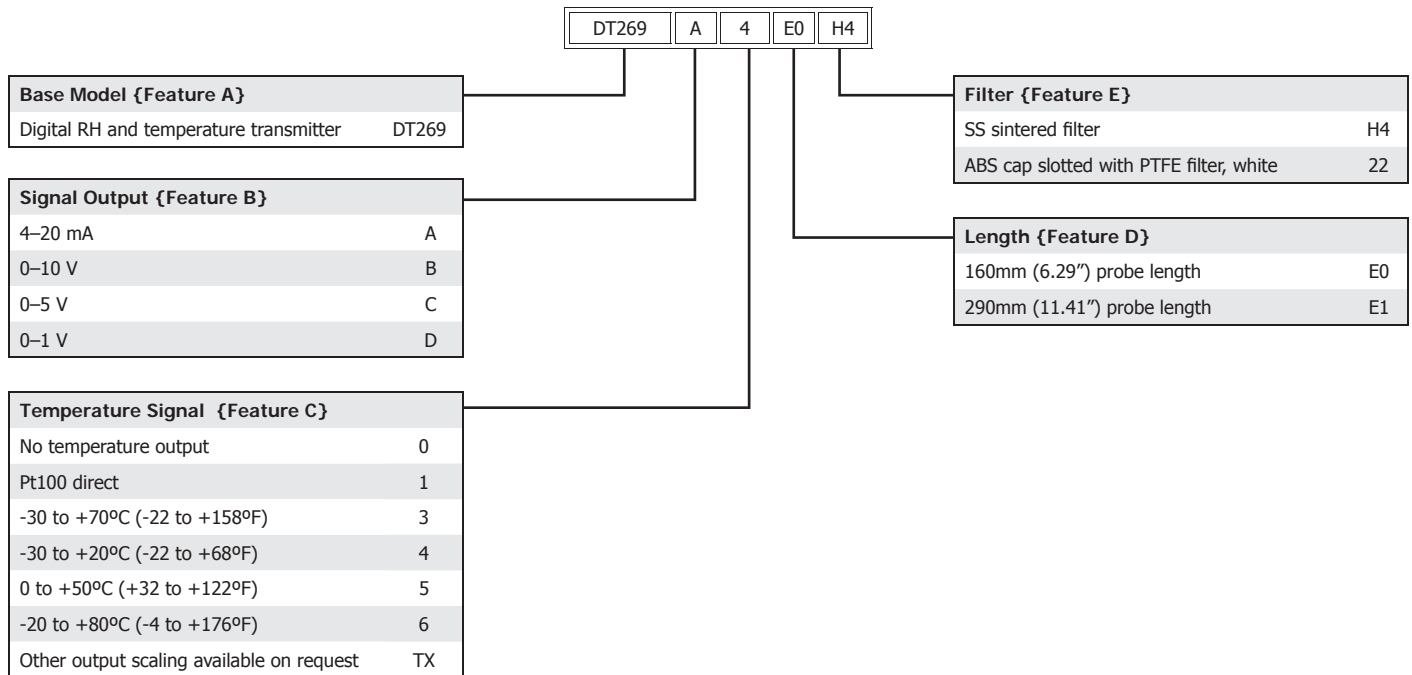 DT269 A 4 E0 H4
Base Model {Feature A}
Digital RH and temperature transmitter DT269
Signal Output {Feature B}
4–20 mA A
0–10 V B
0–5 V C
0–1 V D
Temperature Signal {Feature C}
No temperature output 0
Pt100 direct 1
-30 to +70ºC (-22 to +158ºF) 3
-30 to +20ºC (-22 to +68ºF) 4
0 to +50ºC (+32 to +122ºF) 5
-20 to +80ºC (-4 to +176ºF) 6
Other output scaling available on request TX
Filter {Feature E}
SS sintered filter H4
ABS cap slotted with PTFE filter, white 22
Length {Feature D}
160mm (6.29″) probe length E0
290mm (11.41″) probe length E1